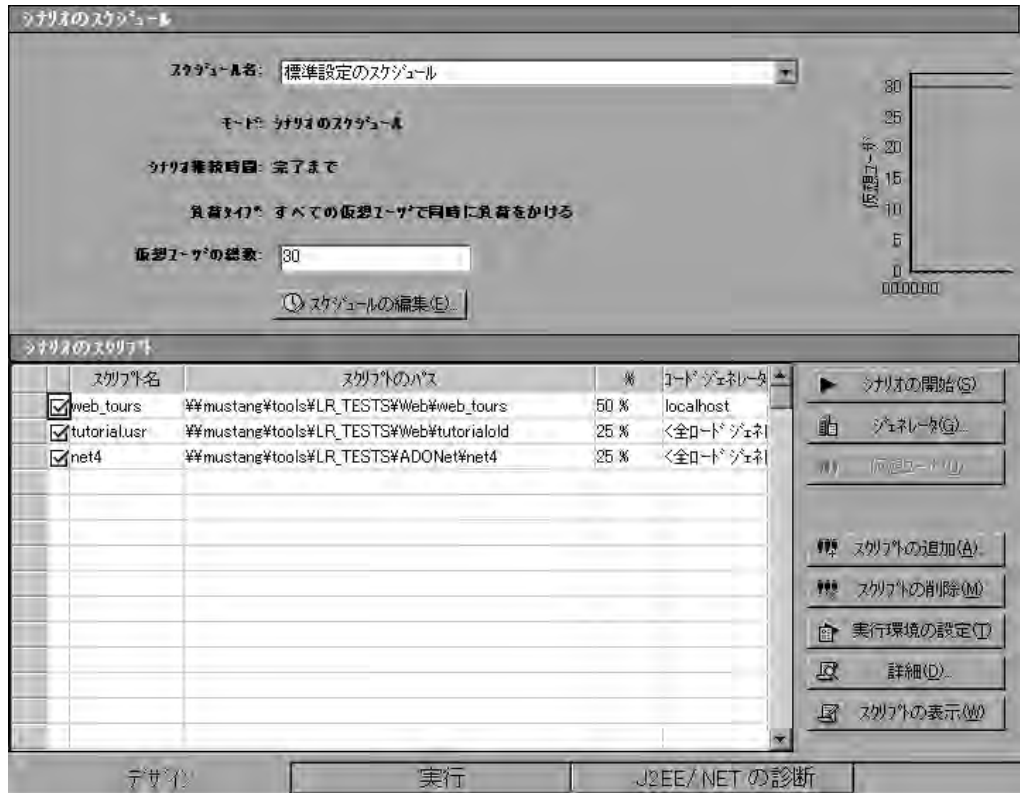 シナリオのスケジュール
スケジュール名: 標準設定のスケジュール
モード: シナリオのスケジュール
シナリオ継続時間: 完了まで
負荷タイプ: すべての仮想ユーザで同時に負荷をかける
仮想ユーザの総数: 30
スケジュールの編集(E)...
仮想ユーザ
30
25
20
15
10
5
0
00:00:00
シナリオのスクリプト
スクリプト名 スクリプトのパス % ロード ジェネレータ
web_tours ¥¥mustang¥tools¥LR_TESTS¥Web¥web_tours 50 % localhost
tutorial.usr ¥¥mustang¥tools¥LR_TESTS¥Web¥tutorialold 25 % <全ロード ジェネ
net4 ¥¥mustang¥tools¥LR_TESTS¥ADONet¥net4 25 % <全ロード ジェネ
シナリオの開始(S)
ジェネレータ(G)...
仮想ユーザ(U)
スクリプトの追加(A)...
スクリプトの削除(M)
実行環境の設定(T)
詳細(D)...
スクリプトの表示(W)
デザイン 実行 J2EE/.NET の診断